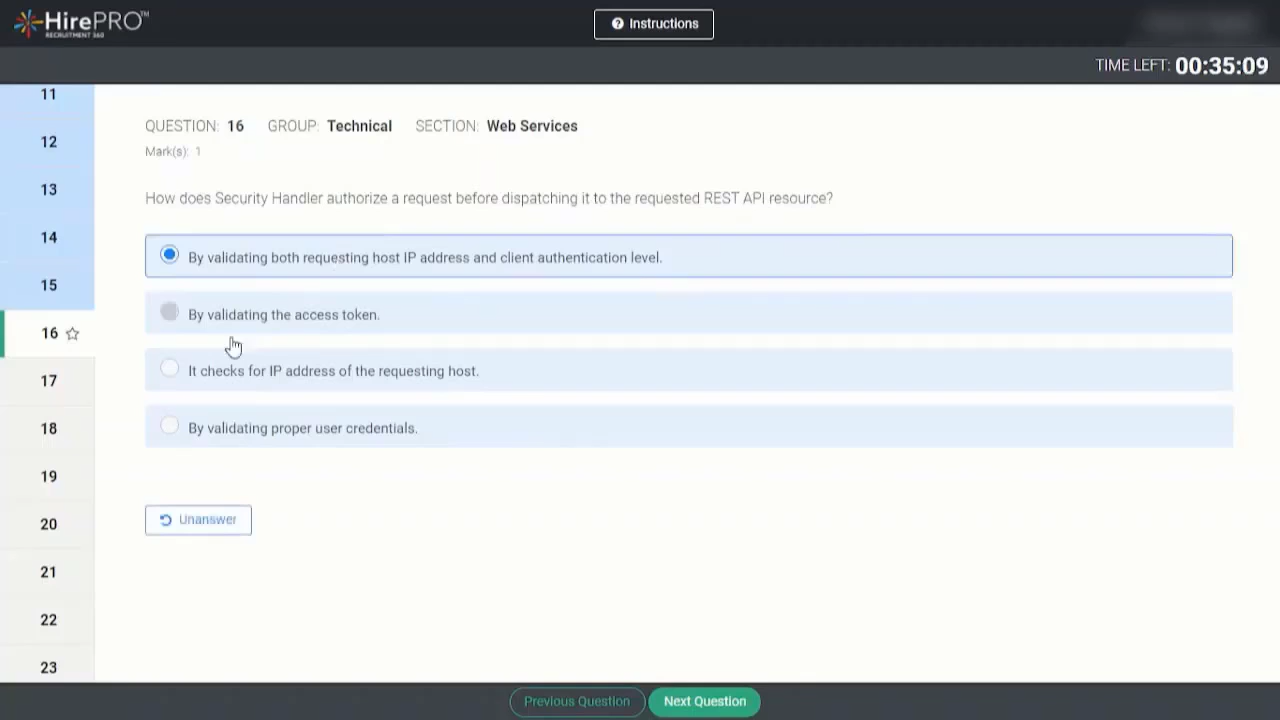 HirePRO™
RECRUITMENT 360
Instructions
TIME LEFT: 00:35:09
11
12
13
14
15
16
17
18
19
20
21
22
23
QUESTION: 16 GROUP: Technical SECTION: Web Services
Mark(s): 1
How does Security Handler authorize a request before dispatching it to the requested REST API resource?
By validating both requesting host IP address and client authentication level.
By validating the access token.
It checks for IP address of the requesting host.
By validating proper user credentials.
Unanswer
Previous Question
Next Question